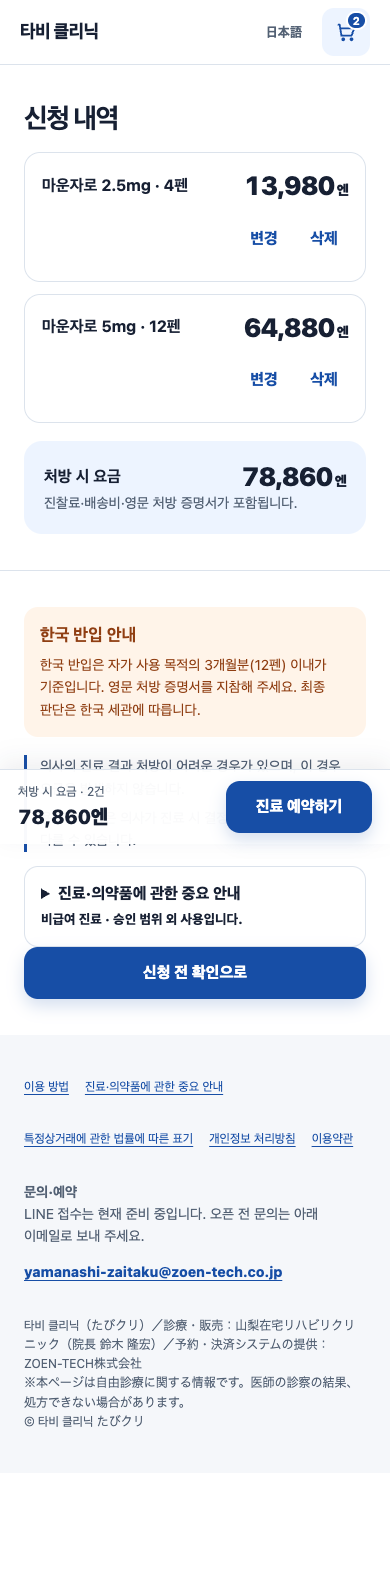 타비 클리닉
日本語
2
신청 내역
마운자로 2.5mg · 4펜
13,980엔
변경 삭제
마운자로 5mg · 12펜
64,880엔
변경 삭제
처방 시 요금
78,860엔
진찰료·배송비·영문 처방 증명서가 포함됩니다.
한국 반입 안내
한국 반입은 자가 사용 목적의 3개월분(12펜) 이내가
기준입니다. 영문 처방 증명서를 지참해 주세요. 최종
판단은 한국 세관에 따릅니다.
의사의 진료 결과 처방이 어려운 경우가 있으며, 이 경우
처방 시 요금 · 2건
78,860엔
진료 예약하기
▶ 진료·의약품에 관한 중요 안내
비급여 진료 · 승인 범위 외 사용입니다.
신청 전 확인으로
이용 방법 진료·의약품에 관한 중요 안내
특정상거래에 관한 법률에 따른 표기 개인정보 처리방침 이용약관
문의·예약
LINE 접수는 현재 준비 중입니다. 오픈 전 문의는 아래
이메일로 보내 주세요.
yamanashi-zaitaku@zoen-tech.co.jp
타비 클리닉（たびクリ）／診療・販売：山梨在宅リハビリクリ
ニック（院長 鈴木 隆宏）／予約・決済システムの提供：
ZOEN-TECH株式会社
※本ページは自由診療に関する情報です。医師の診察の結果、
処方できない場合があります。
© 타비 클리닉 たびクリ